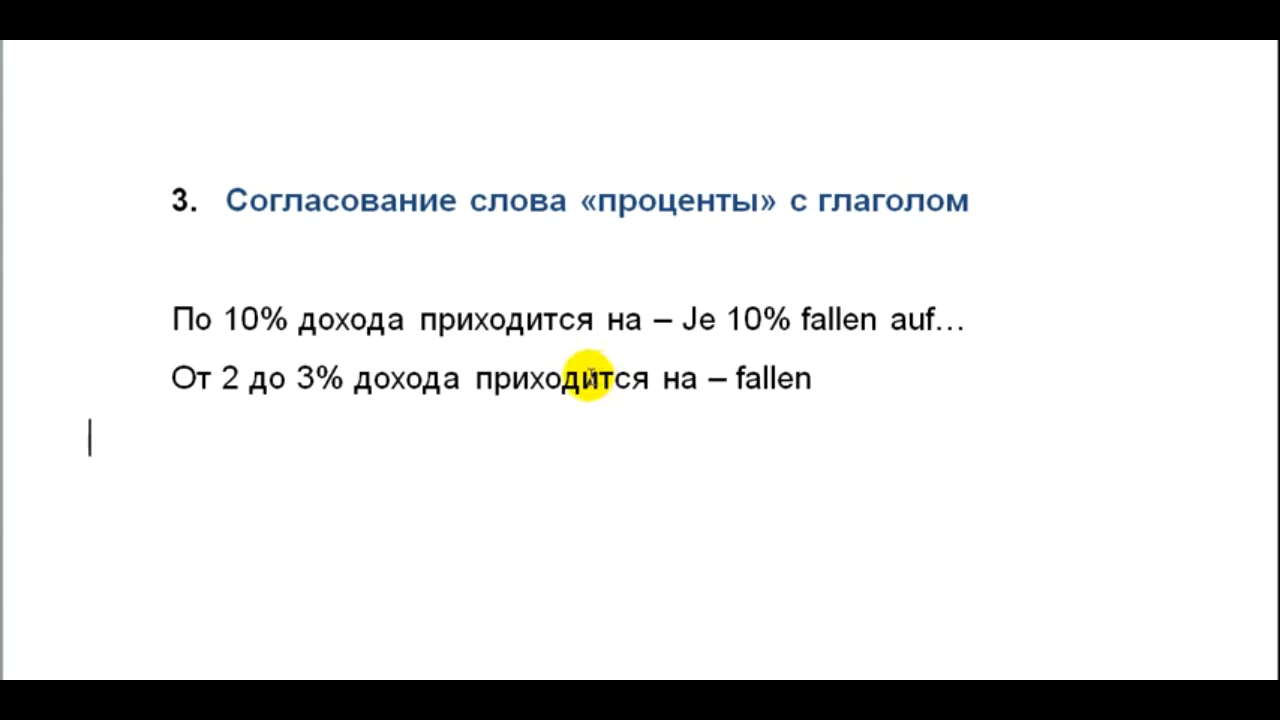 3. Согласование слова «проценты» с глаголом
По 10% дохода приходится на – Je 10% fallen auf…
От 2 до 3% дохода приходится на – fallen